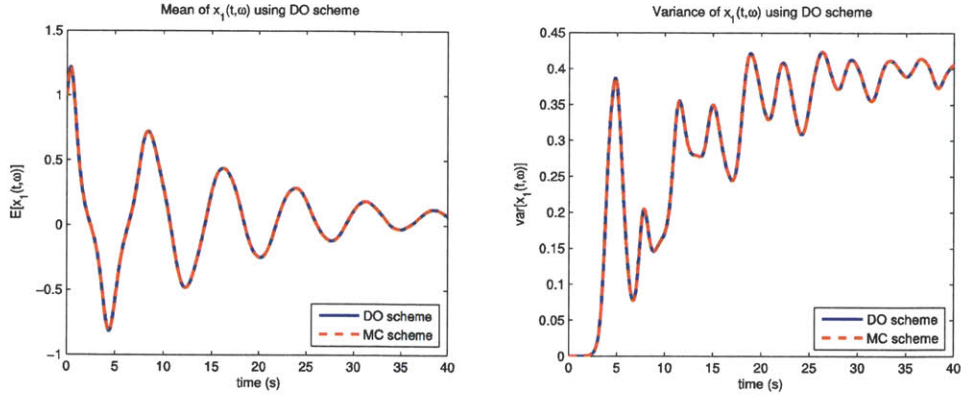 Mean of x₁(t,ω) using DO scheme
E[x₁(t,ω)]
1.5
1
0.5
0
−0.5
−1
0 5 10 15 20 25 30 35 40
time (s)
DO scheme
MC scheme
Variance of x₁(t,ω) using DO scheme
var[x₁(t,ω)]
0.45
0.4
0.35
0.3
0.25
0.2
0.15
0.1
0.05
0
0 5 10 15 20 25 30 35 40
time (s)
DO scheme
MC scheme